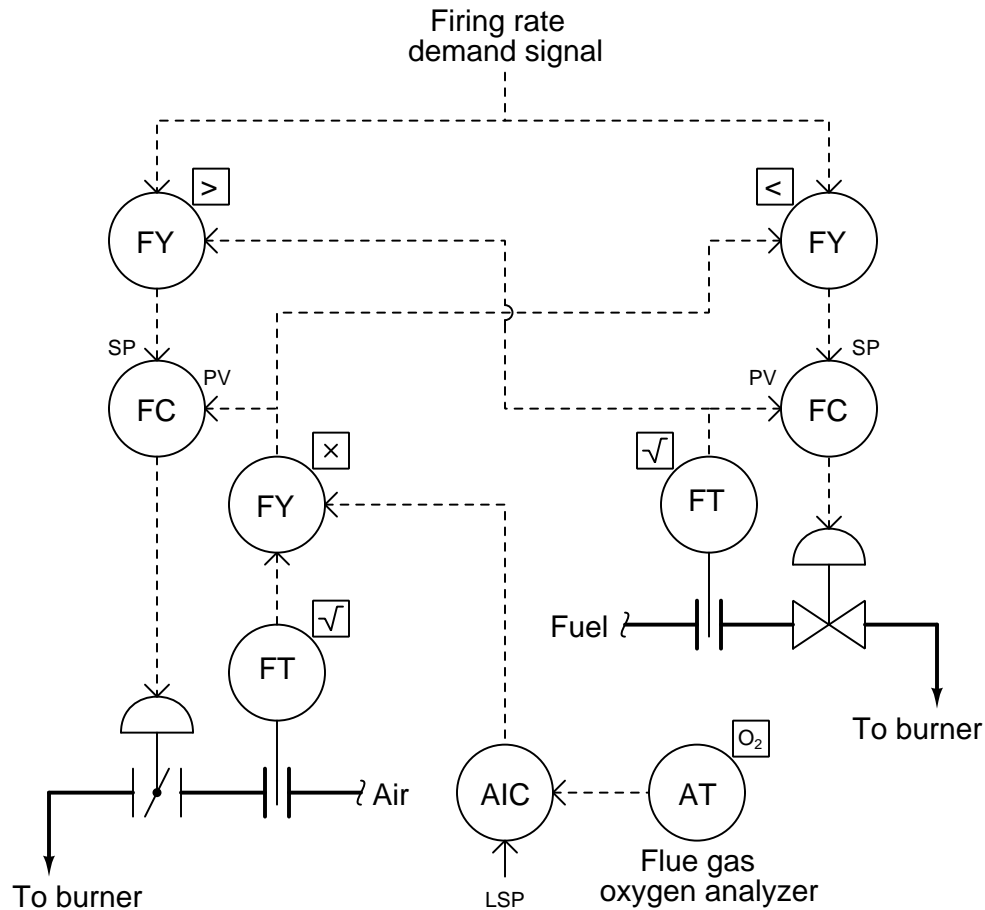 Firing rate
demand signal
>
<
FY
FY
SP
SP
PV
PV
FC
FC
×
√
FY
FT
√
Fuel
FT
To burner
O₂
Air
AIC
AT
Flue gas
oxygen analyzer
To burner
LSP